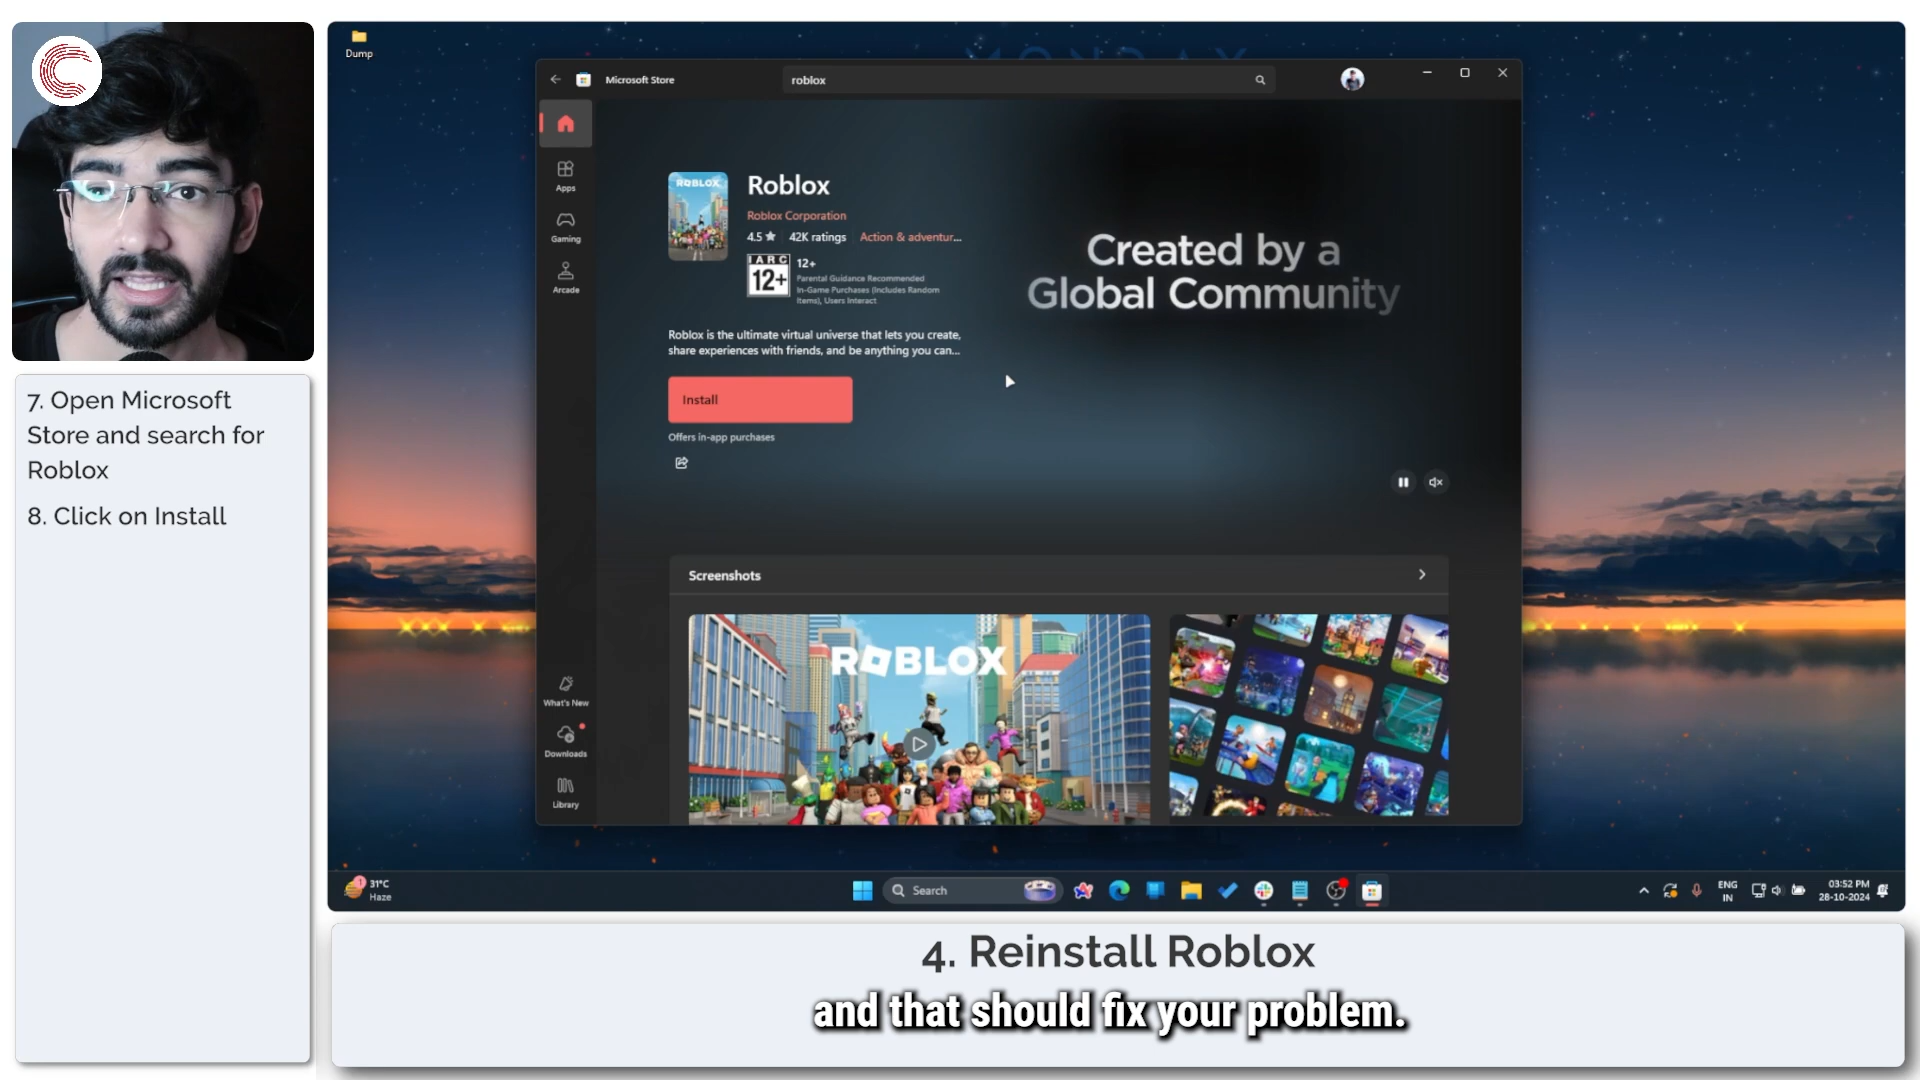 Dump
Microsoft Store
roblox
Apps
Gaming
Arcade
What's New
Downloads
Library
ROBLOX
Roblox
Roblox Corporation
4.5★ 42K ratings Action & adventur...
IARC
12+
12+
Parental Guidance Recommended
In-Game Purchases (Includes Random
Items), Users Interact
Roblox is the ultimate virtual universe that lets you create,
share experiences with friends, and be anything you can...
Install
Offers in-app purchases
Created by a
Global Community
Screenshots
ROBLOX
7. Open Microsoft
Store and search for
Roblox
8. Click on Install
1
31°C
Haze
Search
ENG
IN
03:52 PM
28-10-2024
4. Reinstall Roblox
and that should fix your problem.